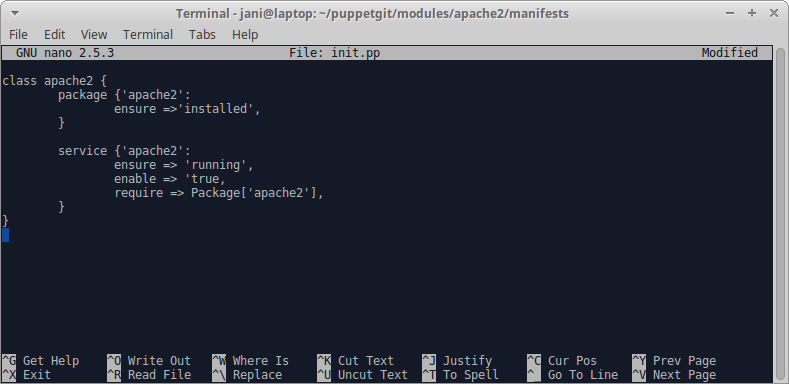 Terminal - jani@laptop: ~/puppetgit/modules/apache2/manifests
File Edit View Terminal Tabs Help
GNU nano 2.5.3 File: init.pp Modified
class apache2 {
package {'apache2':
ensure =>'installed',
}
service {'apache2':
ensure => 'running',
enable => 'true,
require => Package['apache2'],
}
}
^G Get Help ^O Write Out ^W Where Is ^K Cut Text ^J Justify ^C Cur Pos ^Y Prev Page
^X Exit ^R Read File ^\ Replace ^U Uncut Text ^T To Spell ^_ Go To Line ^V Next Page